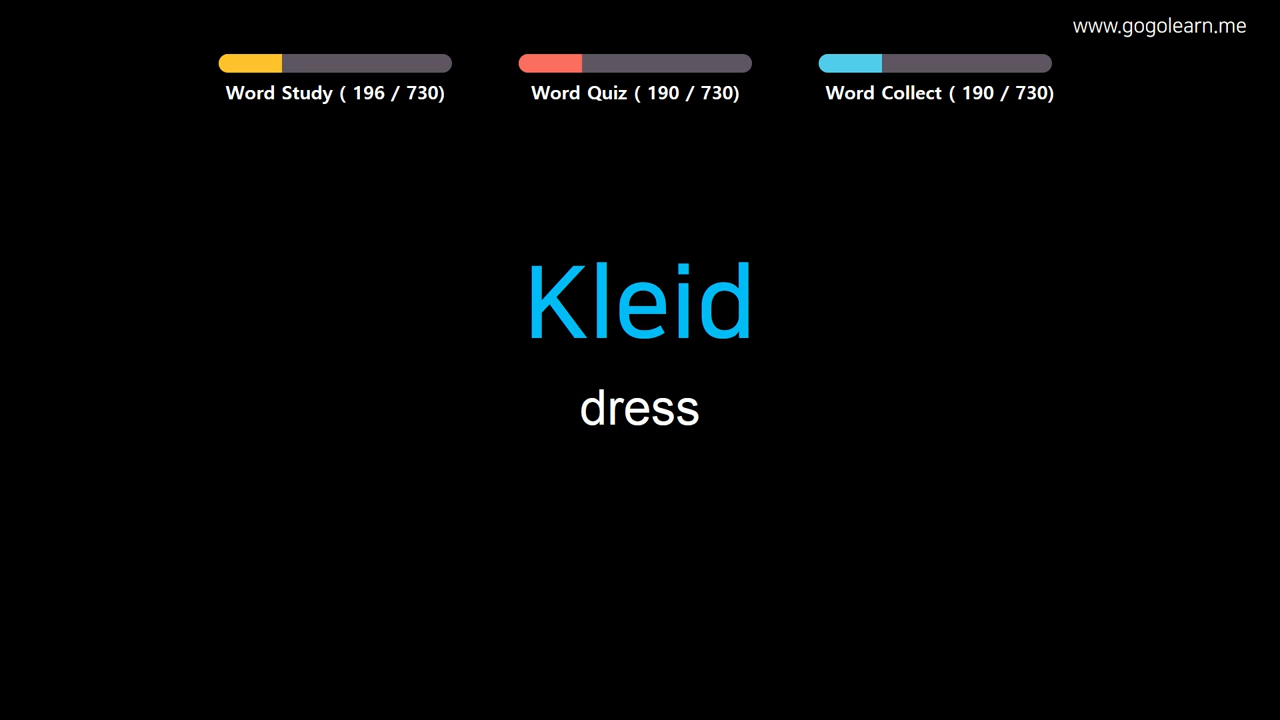 www.gogolearn.me
Word Study ( 196 / 730)
Word Quiz ( 190 / 730)
Word Collect ( 190 / 730)
Kleid
dress